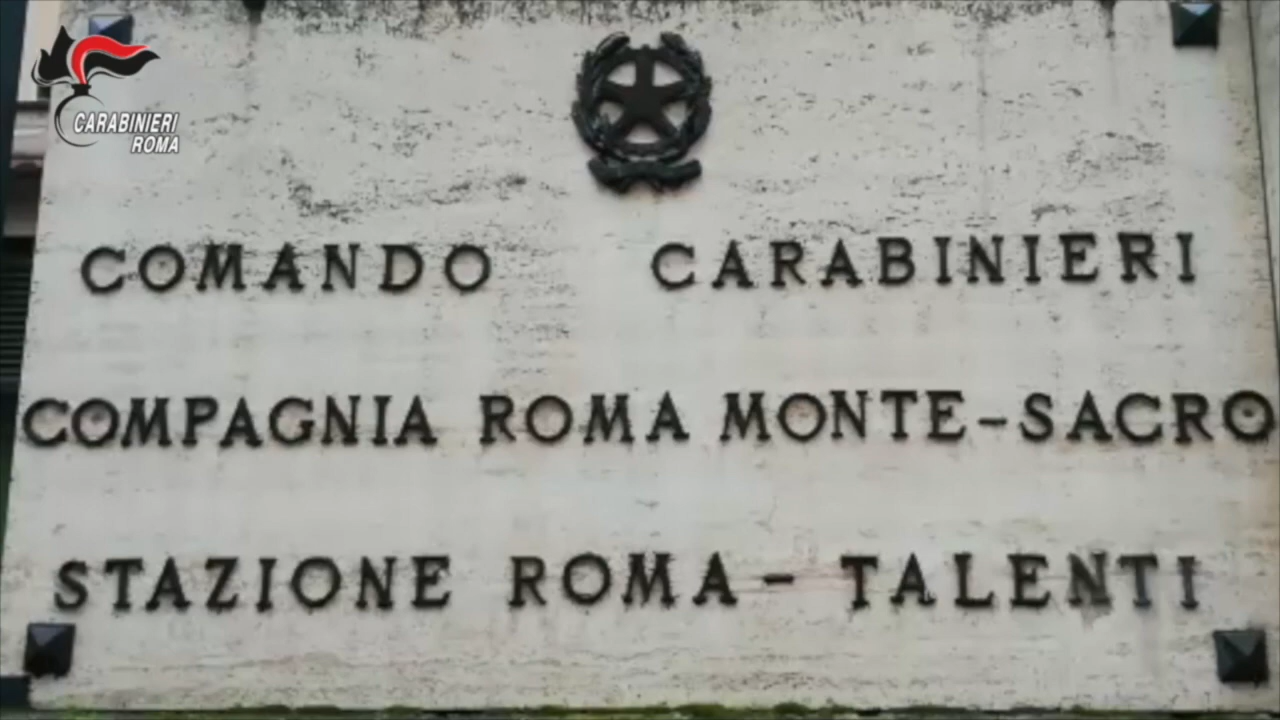 CARABINIERI
ROMA
COMANDO CARABINIERI
COMPAGNIA ROMA MONTE-SACRO
STAZIONE ROMA - TALENTI